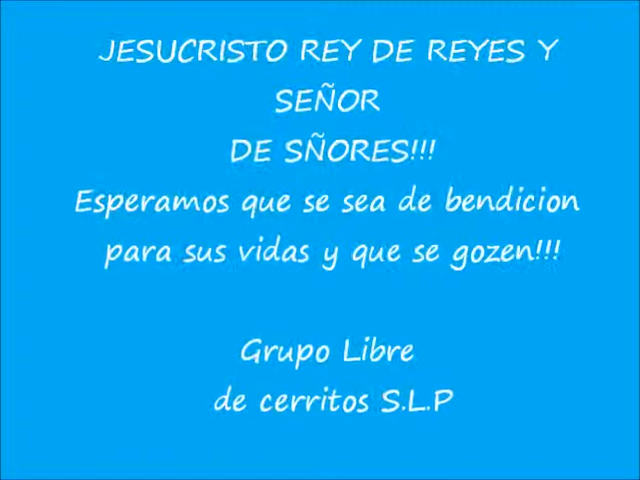 JESUCRISTO REY DE REYES Y
SEÑOR
DE SÑORES!!!
Esperamos que se sea de bendicion
para sus vidas y que se gozen!!!
Grupo Libre
de cerritos S.L.P